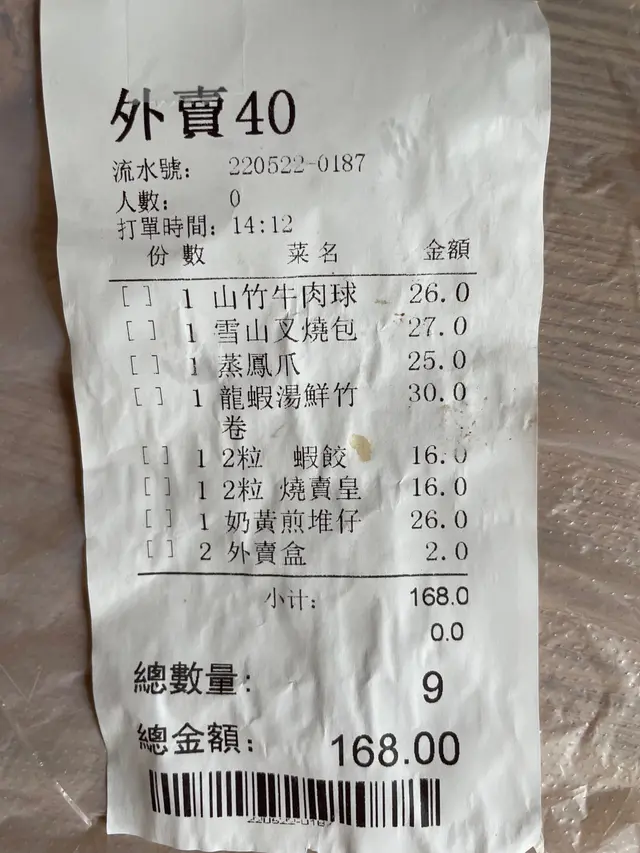 外賣40
流水號： 220522-0187
人數： 0
打單時間：14:12
份數 菜名 金額
[ ] 1 山竹牛肉球 26.0
[ ] 1 雪山叉燒包 27.0
[ ] 1 蒸鳳爪 25.0
[ ] 1 龍蝦湯鮮竹 30.0
卷
[ ] 1 2粒 蝦餃 16.0
[ ] 1 2粒 燒賣皇 16.0
[ ] 1 奶黃煎堆仔 26.0
[ ] 2 外賣盒 2.0
小计： 168.0
0.0
總數量： 9
總金額： 168.00
220522-0187